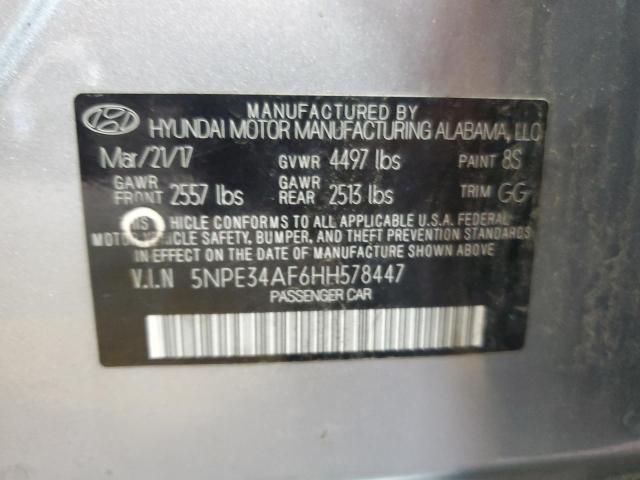 MANUFACTURED BY
HYUNDAI MOTOR MANUFACTURING ALABAMA, LLC
Mar/21/17 GVWR 4497 lbs PAINT 8S
GAWR FRONT 2557 lbs GAWR REAR 2513 lbs TRIM GG
HICLE CONFORMS TO ALL APPLICABLE U.S.A. FEDERAL
MOTOR VEHICLE SAFETY, BUMPER, AND THEFT PREVENTION STANDARDS
IN EFFECT ON THE DATE OF MANUFACTURE SHOWN ABOVE.
V.I.N 5NPE34AF6HH578447
PASSENGER CAR